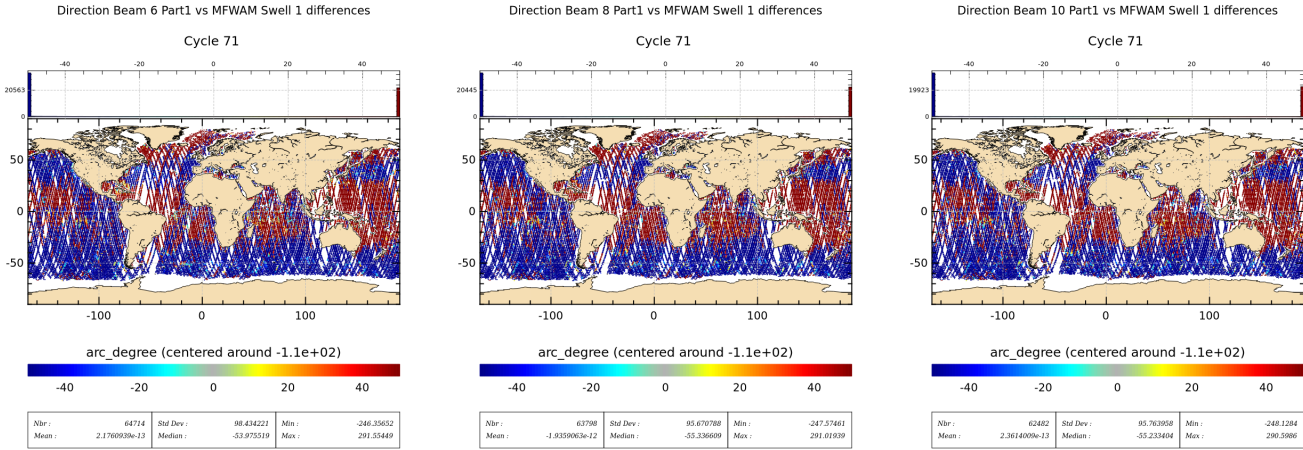 Direction Beam 6 Part1 vs MFWAM Swell 1 differences
Cycle 71
-40 -20 0 20 40
20563
0
50
0
-50
-100 0 100
arc_degree (centered around -1.1e+02)
-40 -20 0 20 40
Nbr : 64714 Std Dev : 98.434221 Min : -246.35652
Mean : 2.1760939e-13 Median : -53.975519 Max : 291.55449
Direction Beam 8 Part1 vs MFWAM Swell 1 differences
Cycle 71
-40 -20 0 20 40
20445
0
50
0
-50
-100 0 100
arc_degree (centered around -1.1e+02)
-40 -20 0 20 40
Nbr : 63798 Std Dev : 95.670788 Min : -247.57461
Mean : -1.9359063e-12 Median : -55.336609 Max : 291.01939
Direction Beam 10 Part1 vs MFWAM Swell 1 differences
Cycle 71
-40 -20 0 20 40
19923
0
50
0
-50
-100 0 100
arc_degree (centered around -1.1e+02)
-40 -20 0 20 40
Nbr : 62482 Std Dev : 95.763958 Min : -248.1284
Mean : 2.3614009e-13 Median : -55.233404 Max : 290.5986